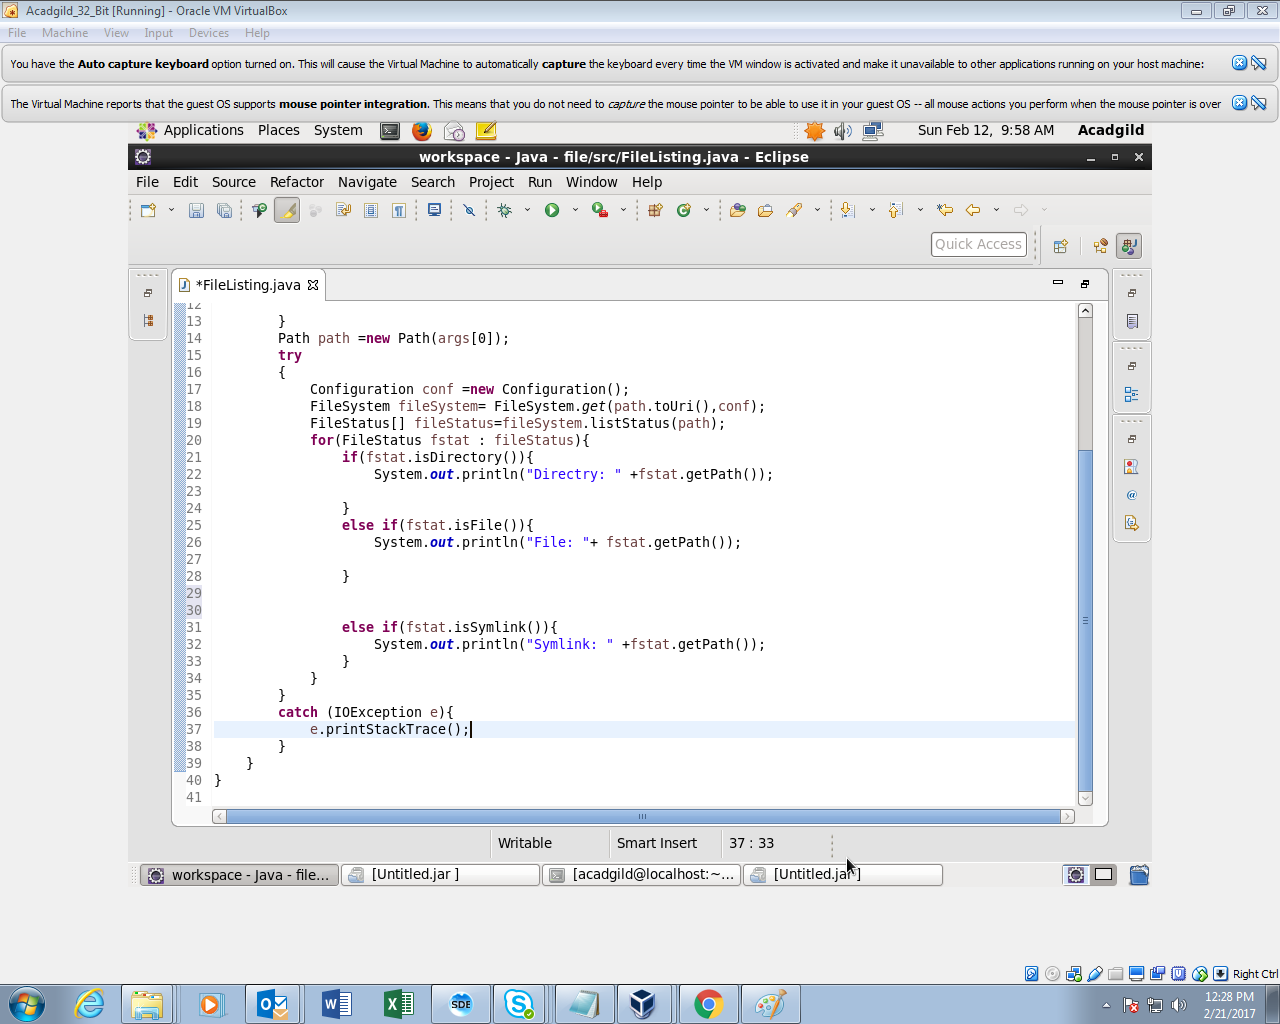 Acadgild_32_Bit [Running] - Oracle VM VirtualBox
File Machine View Input Devices Help
You have the Auto capture keyboard option turned on. This will cause the Virtual Machine to automatically capture the keyboard every time the VM window is activated and make it unavailable to other applications running on your host machine:
The Virtual Machine reports that the guest OS supports mouse pointer integration. This means that you do not need to capture the mouse pointer to be able to use it in your guest OS -- all mouse actions you perform when the mouse pointer is over
Applications Places System Sun Feb 12, 9:58 AM Acadgild
workspace - Java - file/src/FileListing.java - Eclipse
File Edit Source Refactor Navigate Search Project Run Window Help
Quick Access
*FileListing.java
12
13 }
14 Path path =new Path(args[0]);
15 try
16 {
17 Configuration conf =new Configuration();
18 FileSystem fileSystem= FileSystem.get(path.toUri(),conf);
19 FileStatus[] fileStatus=fileSystem.listStatus(path);
20 for(FileStatus fstat : fileStatus){
21 if(fstat.isDirectory()){
22 System.out.println("Directry: " +fstat.getPath());
23
24 }
25 else if(fstat.isFile()){
26 System.out.println("File: "+ fstat.getPath());
27
28 }
29
30
31 else if(fstat.isSymlink()){
32 System.out.println("Symlink: " +fstat.getPath());
33 }
34 }
35 }
36 catch (IOException e){
37 e.printStackTrace();
38 }
39 }
40 }
41
Writable Smart Insert 37 : 33
workspace - Java - file... [Untitled.jar ] [acadgild@localhost:~... [Untitled.jar ]
Right Ctrl
SDE
12:28 PM
2/21/2017